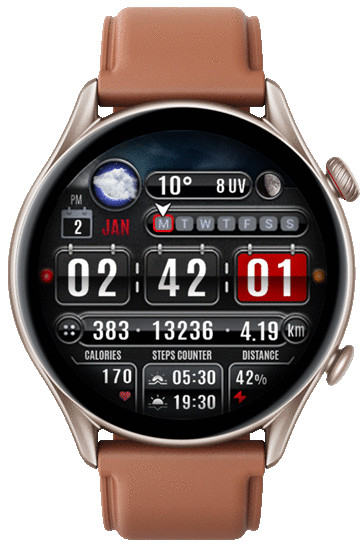 10° 8 UV
PM
2 JAN M T W T F S S
02 : 42 : 01
383 · 13236 · 4.19 km
CALORIES STEPS COUNTER DISTANCE
170 05:30 42%
19:30